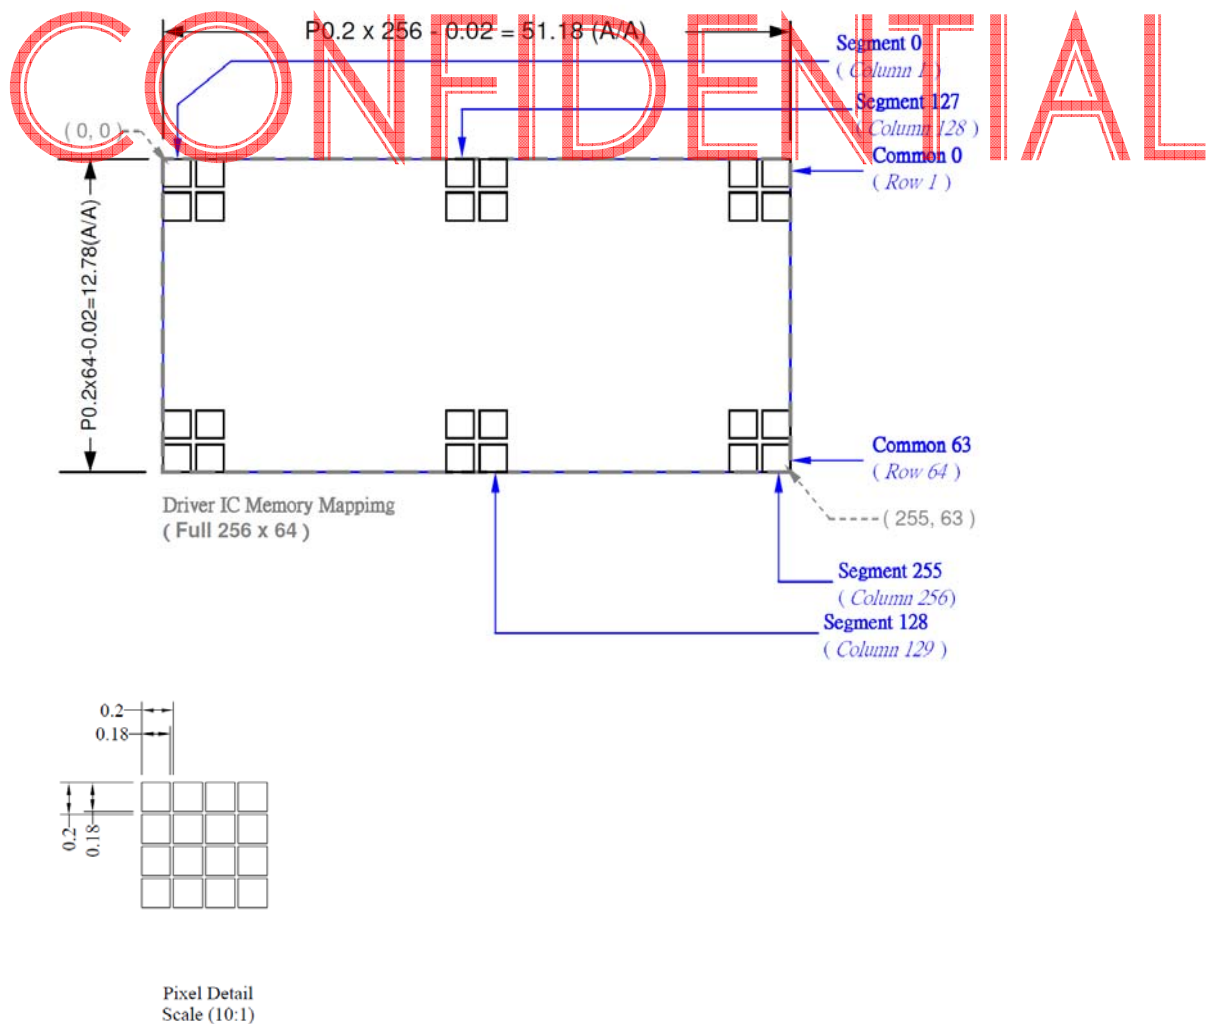 CONFIDENTIAL
P0.2 x 256 - 0.02 = 51.18 (A/A)
Segment 0
( Column 1 )
Segment 127
( Column 128 )
( 0, 0 )
Common 0
( Row 1 )
P0.2x64-0.02=12.78(A/A)
Common 63
( Row 64 )
Driver IC Memory Mappimg
( Full 256 x 64 )
( 255, 63 )
Segment 255
( Column 256)
Segment 128
( Column 129 )
0.2
0.18
0.2
0.18
Pixel Detail
Scale (10:1)